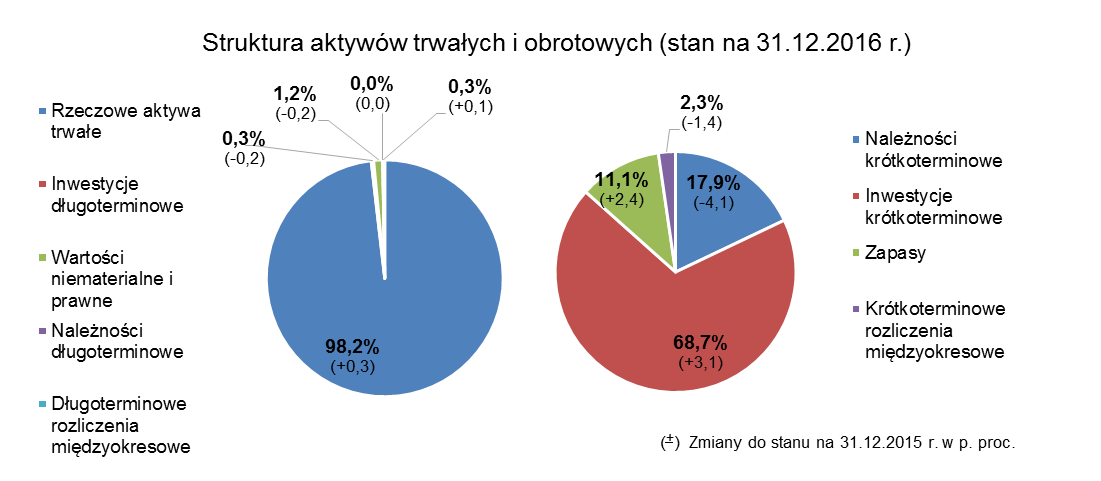 Struktura aktywów trwałych i obrotowych (stan na 31.12.2016 r.)
Rzeczowe aktywa
trwałe
Inwestycje
długoterminowe
Wartości
niematerialne i
prawne
Należności
długoterminowe
Długoterminowe
rozliczenia
międzyokresowe
0,3%
(-0,2)
1,2%
(-0,2)
0,0%
(0,0)
0,3%
(+0,1)
98,2%
(+0,3)
2,3%
(-1,4)
11,1%
(+2,4)
17,9%
(-4,1)
68,7%
(+3,1)
Należności
krótkoterminowe
Inwestycje
krótkoterminowe
Zapasy
Krótkoterminowe
rozliczenia
międzyokresowe
(±) Zmiany do stanu na 31.12.2015 r. w p. proc.